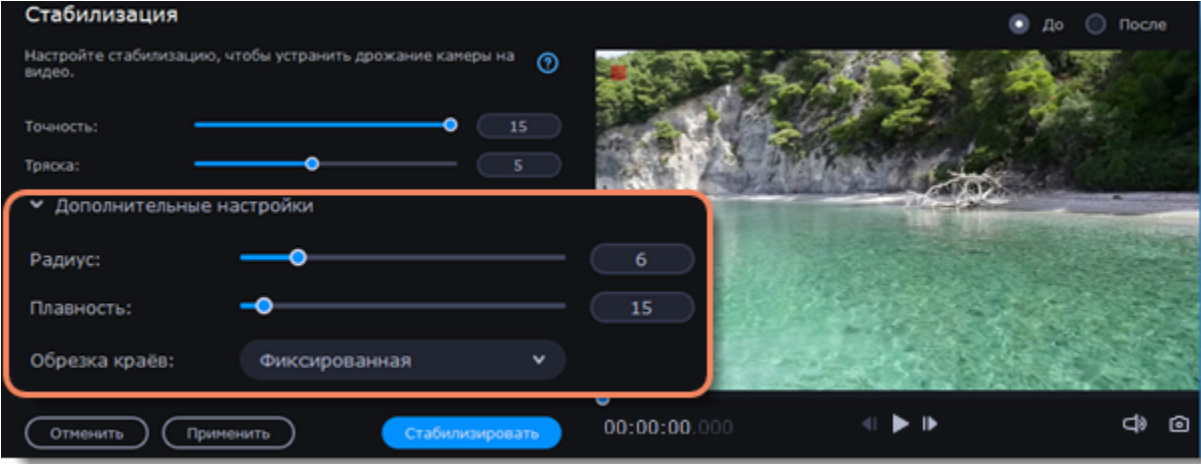 Стабилизация
До
После
Настройте стабилизацию, чтобы устранить дрожание камеры на
видео.
?
Точность:
15
Тряска:
5
Дополнительные настройки
Радиус:
6
Плавность:
15
Обрезка краёв:
Фиксированная
Отменить
Применить
Стабилизировать
00:00:00.000